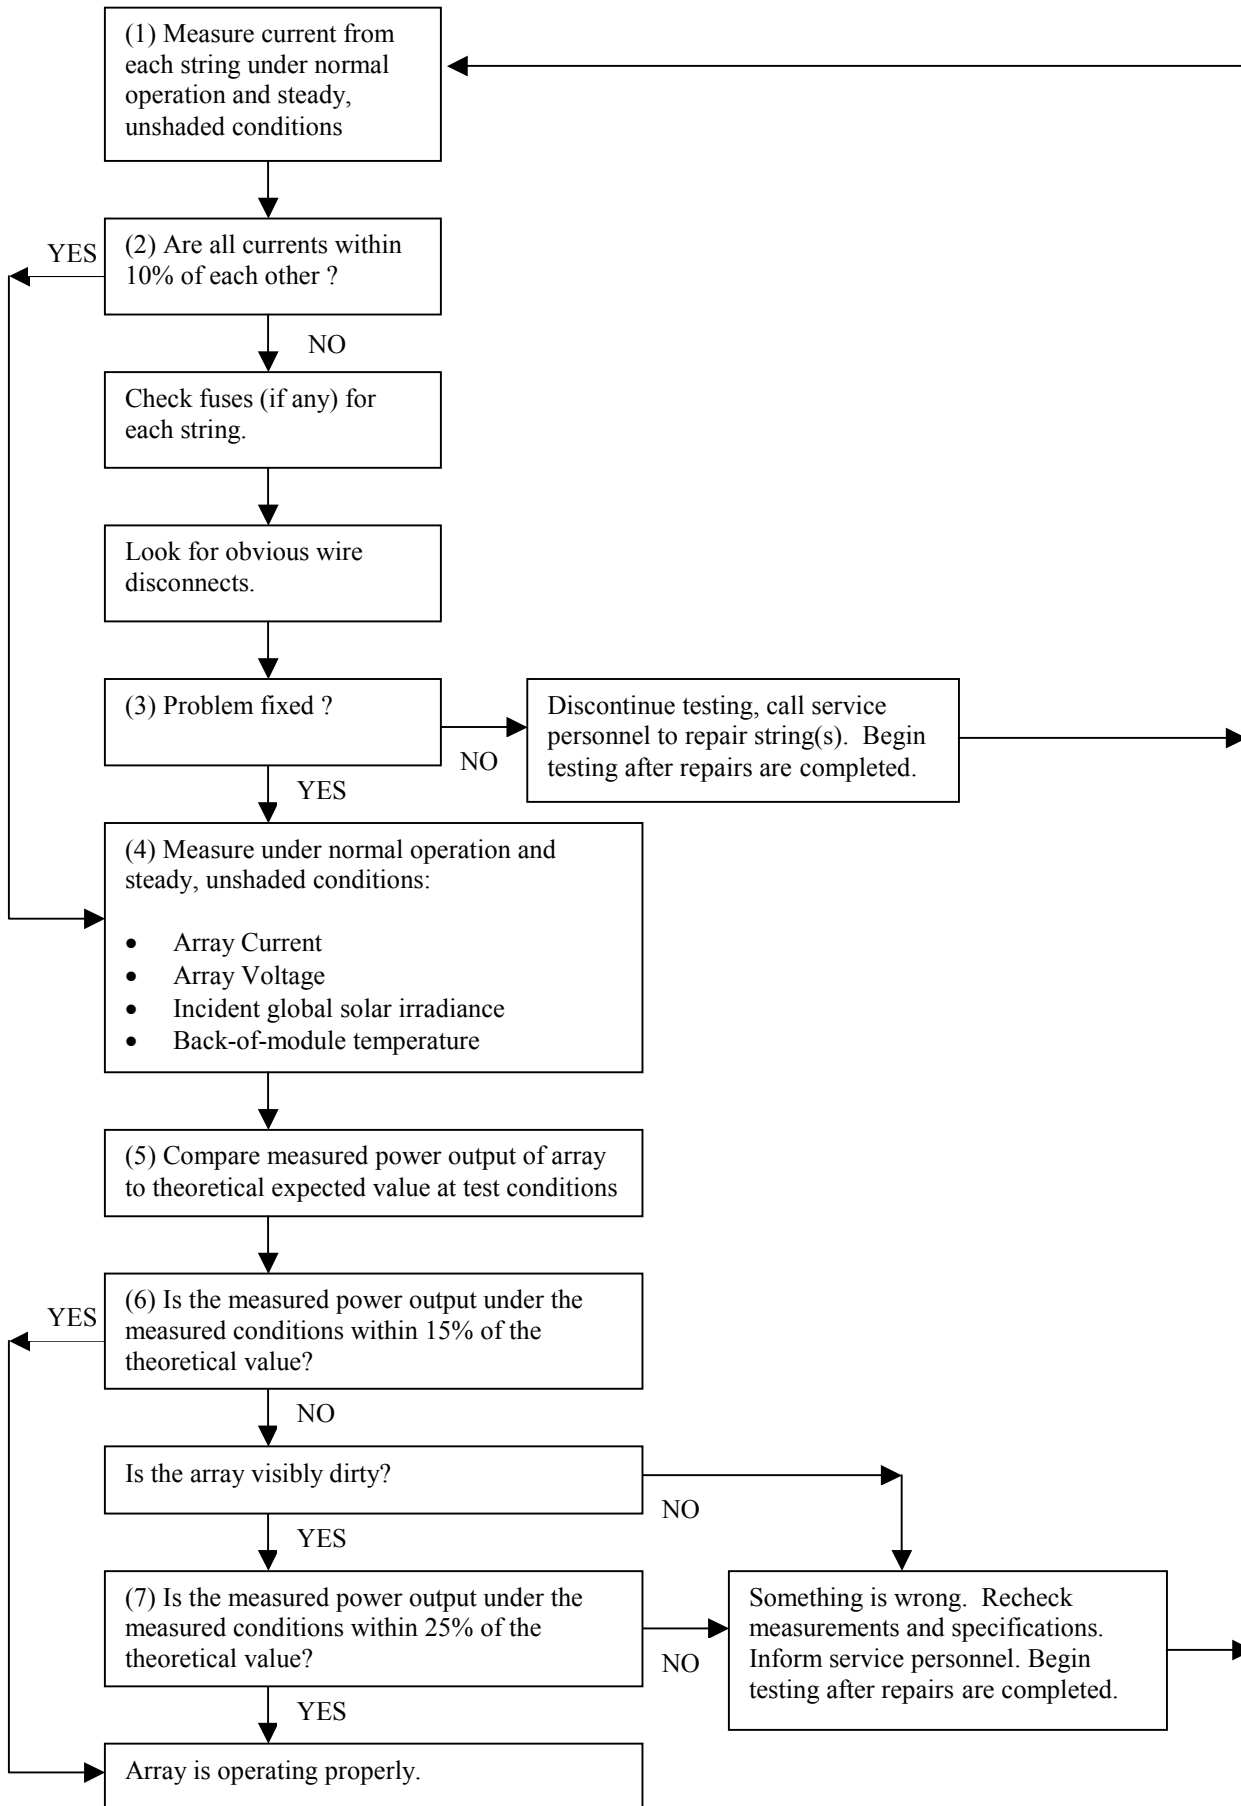 (1) Measure current from
each string under normal
operation and steady,
unshaded conditions
YES
(2) Are all currents within
10% of each other ?
NO
Check fuses (if any) for
each string.
Look for obvious wire
disconnects.
(3) Problem fixed ?
NO
Discontinue testing, call service
personnel to repair string(s).  Begin
testing after repairs are completed.
YES
(4) Measure under normal operation and
steady, unshaded conditions:
• Array Current
• Array Voltage
• Incident global solar irradiance
• Back-of-module temperature
(5) Compare measured power output of array
to theoretical expected value at test conditions
YES
(6) Is the measured power output under the
measured conditions within 15% of the
theoretical value?
NO
Is the array visibly dirty?
NO
YES
(7) Is the measured power output under the
measured conditions within 25% of the
theoretical value?
NO
Something is wrong.  Recheck
measurements and specifications.
Inform service personnel. Begin
testing after repairs are completed.
YES
Array is operating properly.